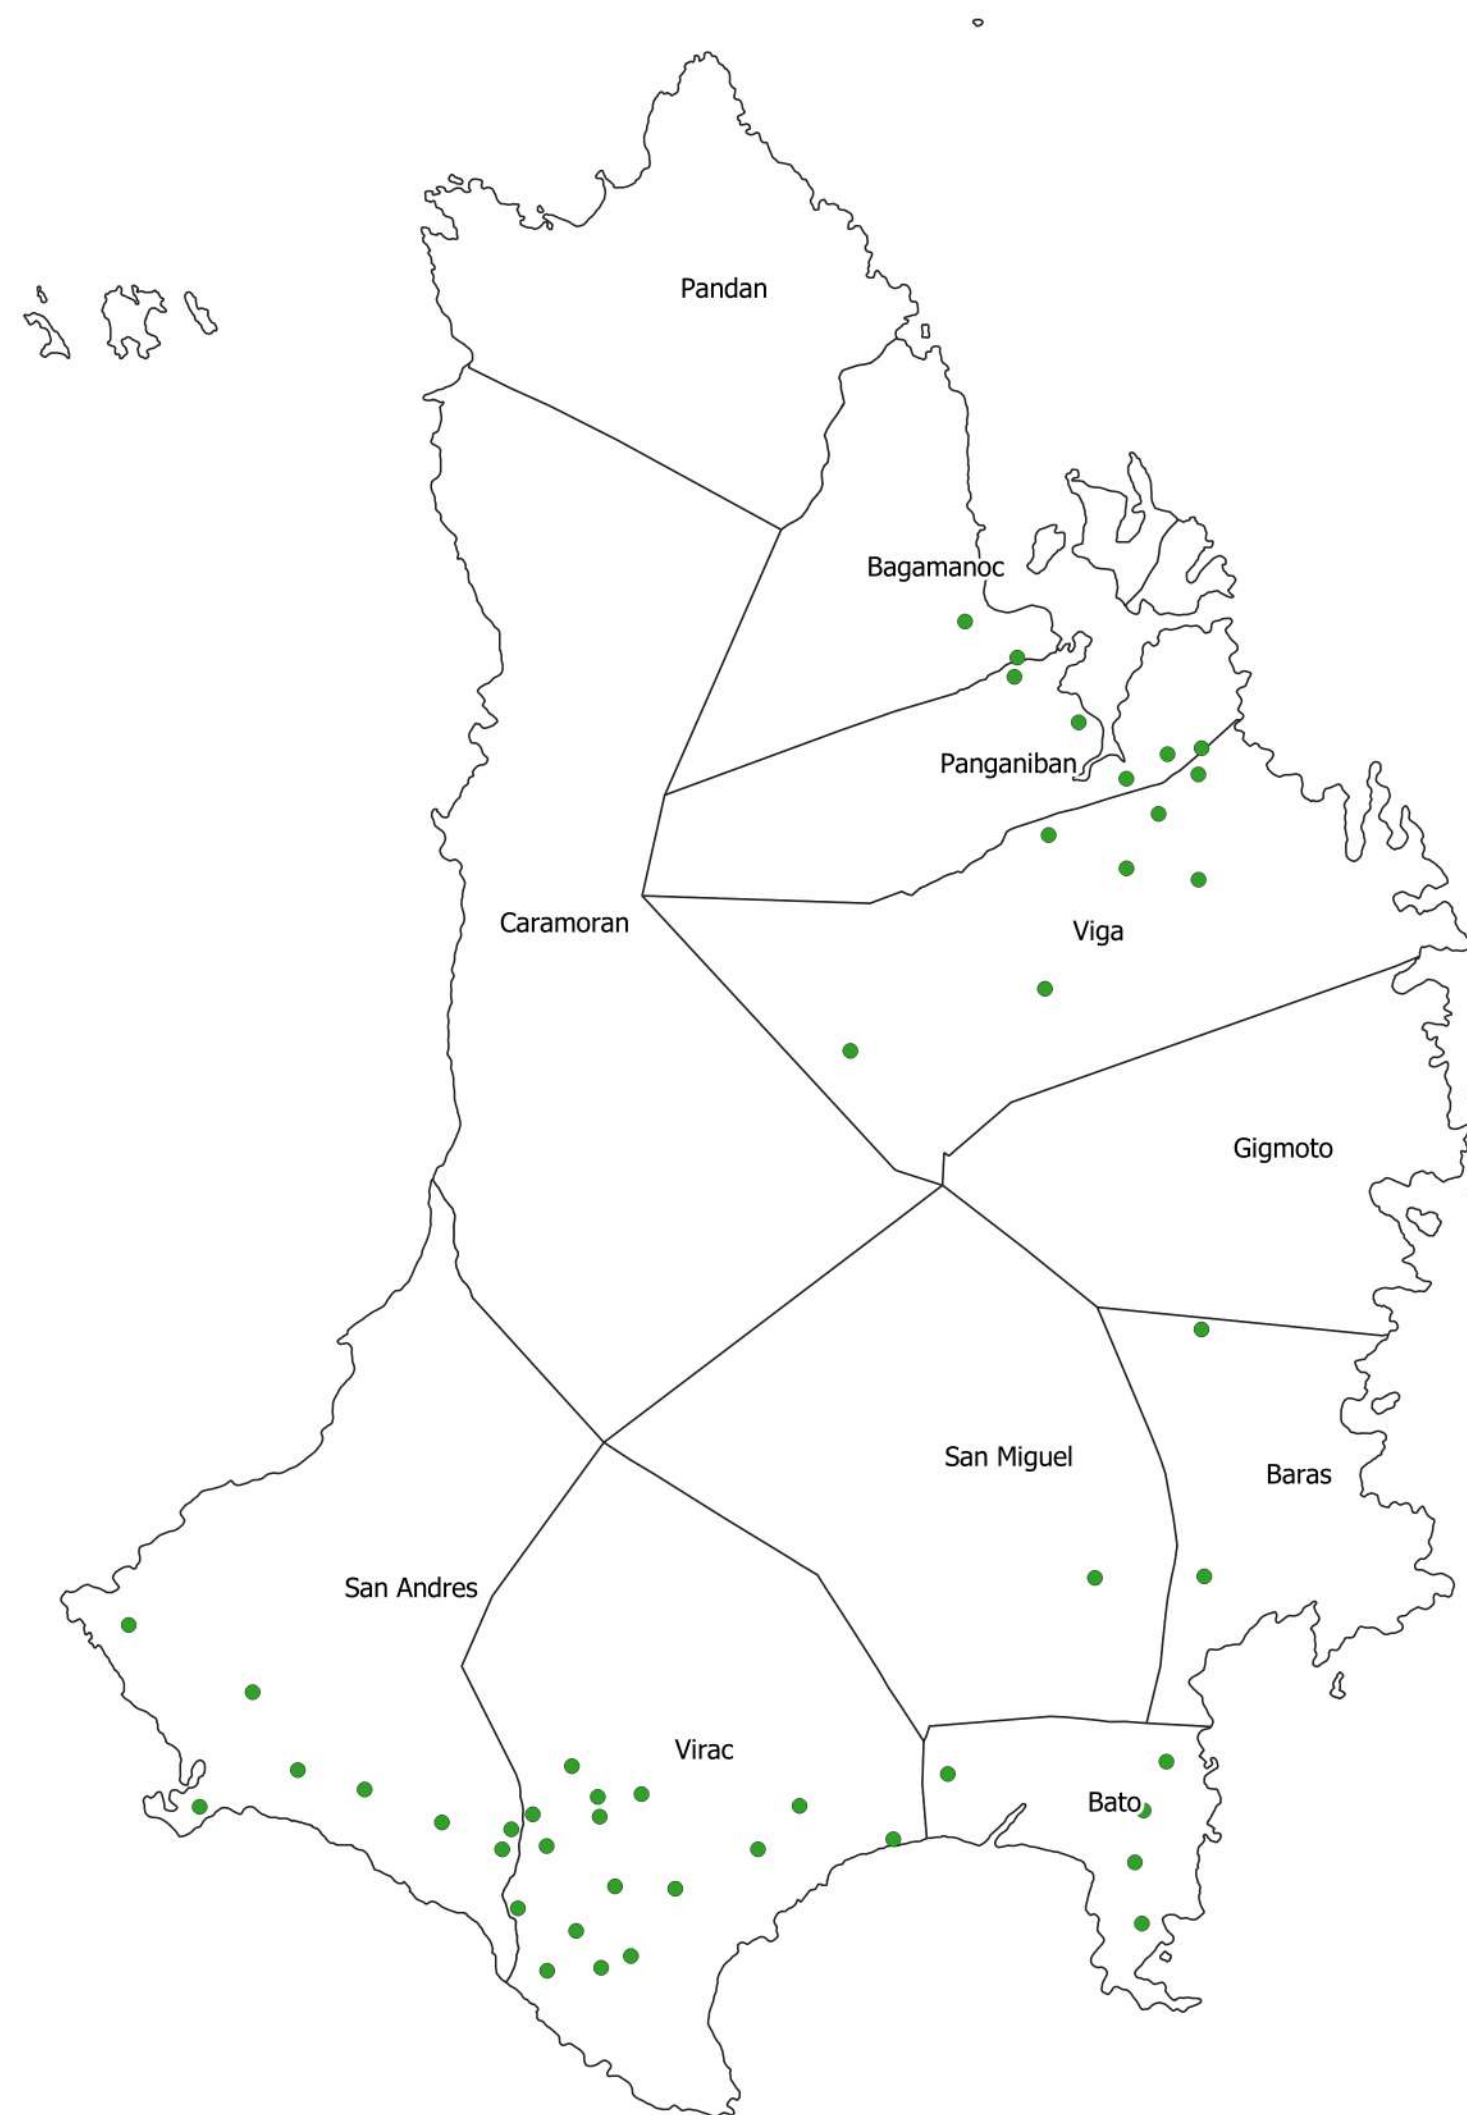 Pandan
Bagamanoc
Panganiban
Caramoran
Viga
Gigmoto
San Miguel
Baras
San Andres
Virac
Bato